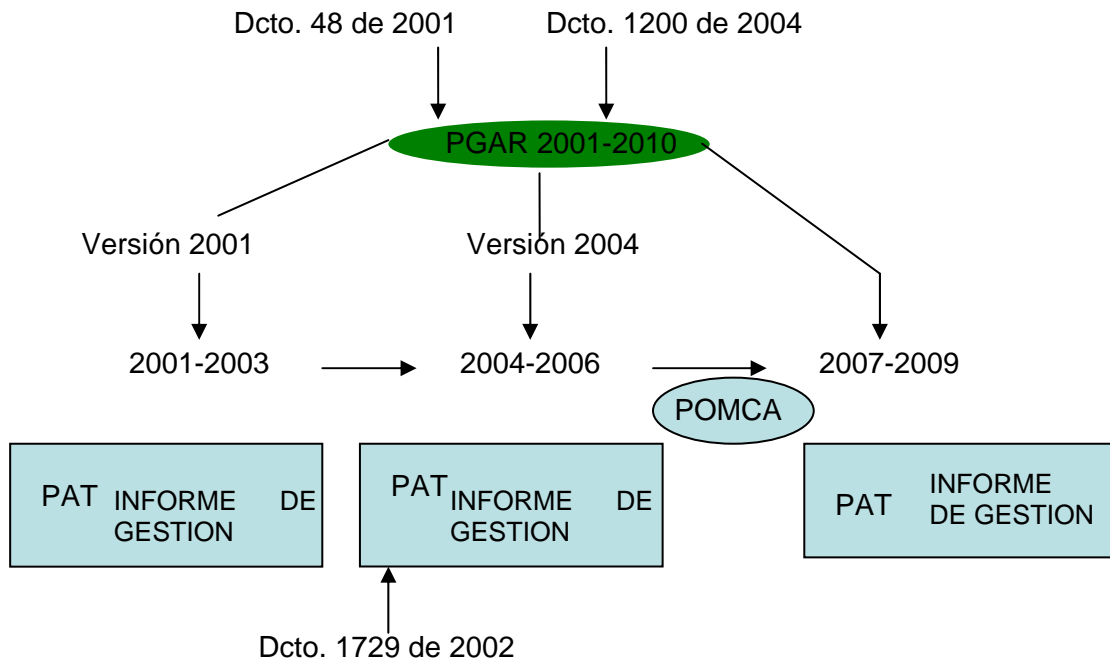 Dcto. 48 de 2001
Dcto. 1200 de 2004
PGAR 2001-2010
Versión 2001
Versión 2004
2001-2003
2004-2006
2007-2009
POMCA
PAT
INFORME DE
GESTION
PAT
INFORME DE
GESTION
PAT
INFORME
DE GESTION
Dcto. 1729 de 2002